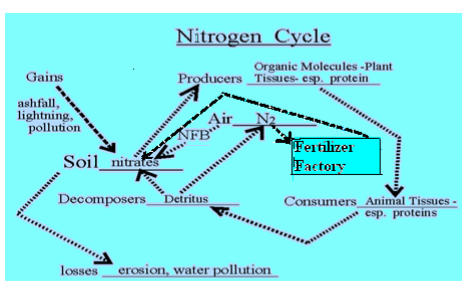 Nitrogen Cycle
Gains
ashfall,
lightning,
pollution
Producers
Organic Molecules -Plant
Tissues- esp. protein
Air N2
NFB
Fertilizer
Factory
Soil nitrates
Decomposers Detritus
Consumers
Animal Tissues -
esp. proteins
losses erosion, water pollution